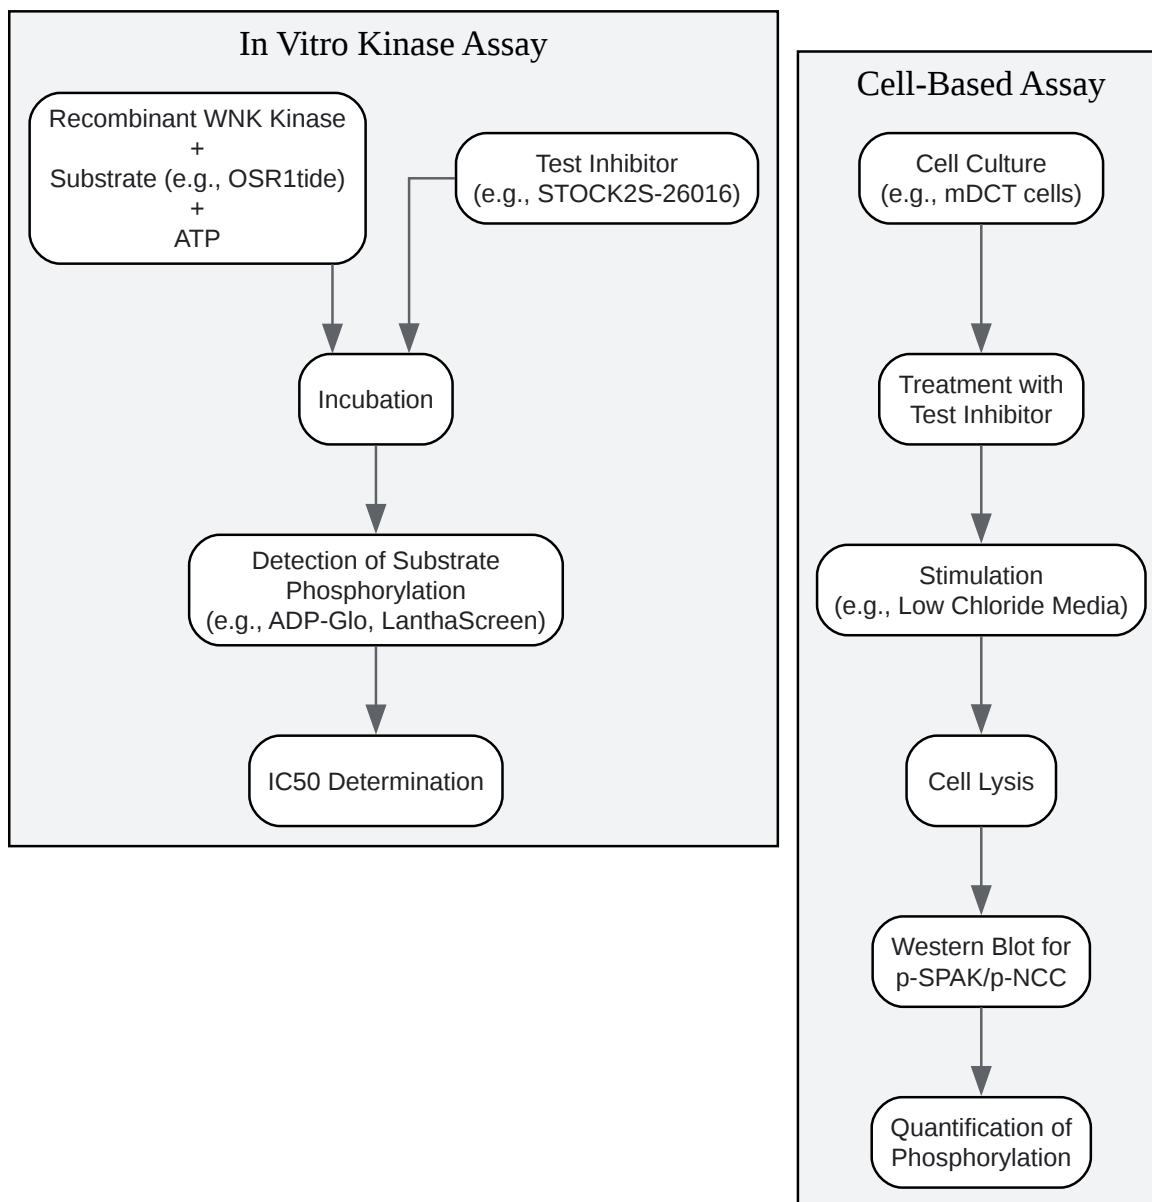 In Vitro Kinase Assay
Recombinant WNK Kinase
+
Substrate (e.g., OSR1tide)
+
ATP
Test Inhibitor
(e.g., STOCK2S-26016)
Incubation
Detection of Substrate
Phosphorylation
(e.g., ADP-Glo, LanthaScreen)
IC50 Determination
Cell-Based Assay
Cell Culture
(e.g., mDCT cells)
Treatment with
Test Inhibitor
Stimulation
(e.g., Low Chloride Media)
Cell Lysis
Western Blot for
p-SPAK/p-NCC
Quantification of
Phosphorylation